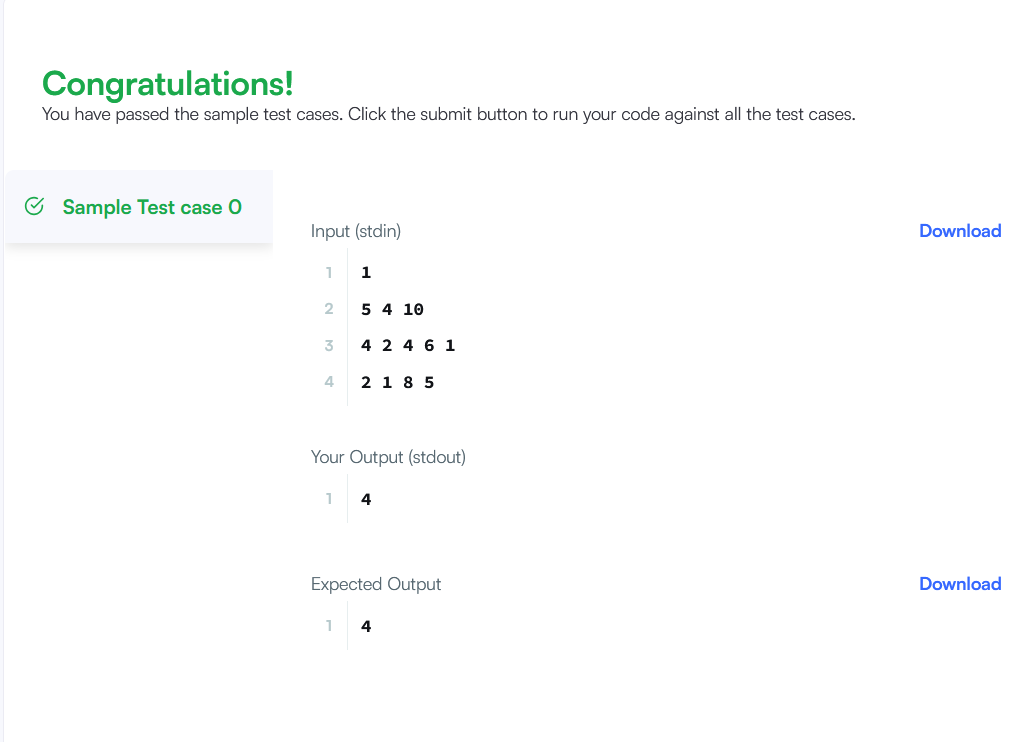 Congratulations!
You have passed the sample test cases. Click the submit button to run your code against all the test cases.
Sample Test case 0
Input (stdin)
Download
1 1
2 5 4 10
3 4 2 4 6 1
4 2 1 8 5
Your Output (stdout)
1 4
Expected Output
Download
1 4